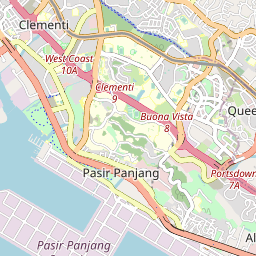 Clementi
West Coast
10A
Clementi
9
Buona Vista
8
Quee
Portsdown
7A
Pasir Panjang
Al
Pasir Panjang